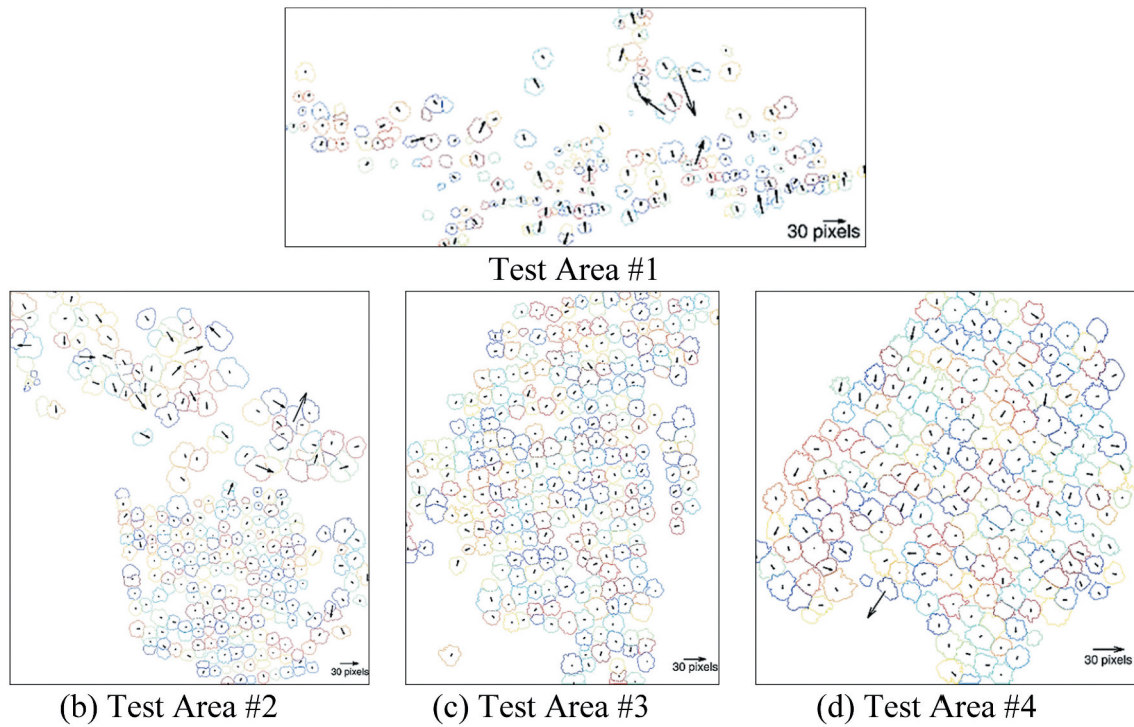 30 pixels
Test Area #1
30 pixels
30 pixels
30 pixels
(b) Test Area #2
(c) Test Area #3
(d) Test Area #4